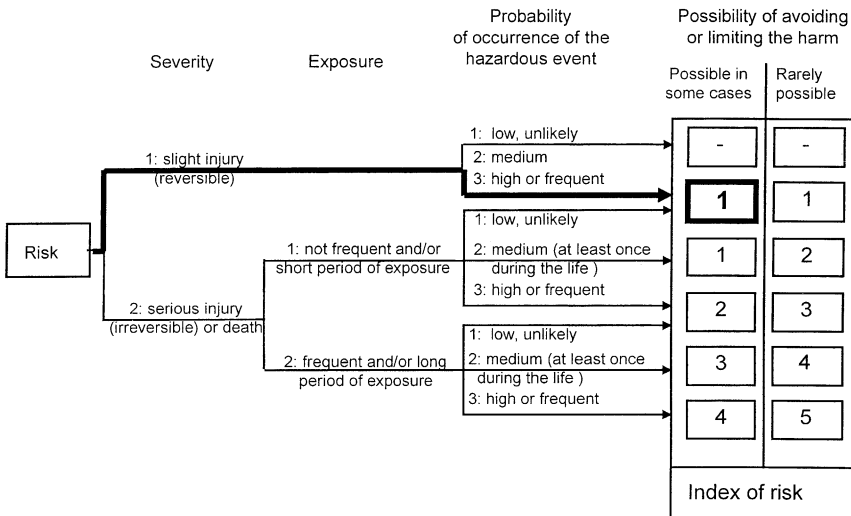 Severity
Exposure
Probability
of occurrence of the
hazardous event
Possibility of avoiding
or limiting the harm
Possible in
some cases
Rarely
possible
Risk
1: slight injury
(reversible)
1: low, unlikely
2: medium
3: high or frequent
- -
1 1
2: serious injury
(irreversible) or death
1: not frequent and/or
short period of exposure
1: low, unlikely
2: medium (at least once
during the life )
3: high or frequent
1 2
2 3
2: frequent and/or long
period of exposure
1: low, unlikely
2: medium (at least once
during the life )
3: high or frequent
3 4
4 5
Index of risk